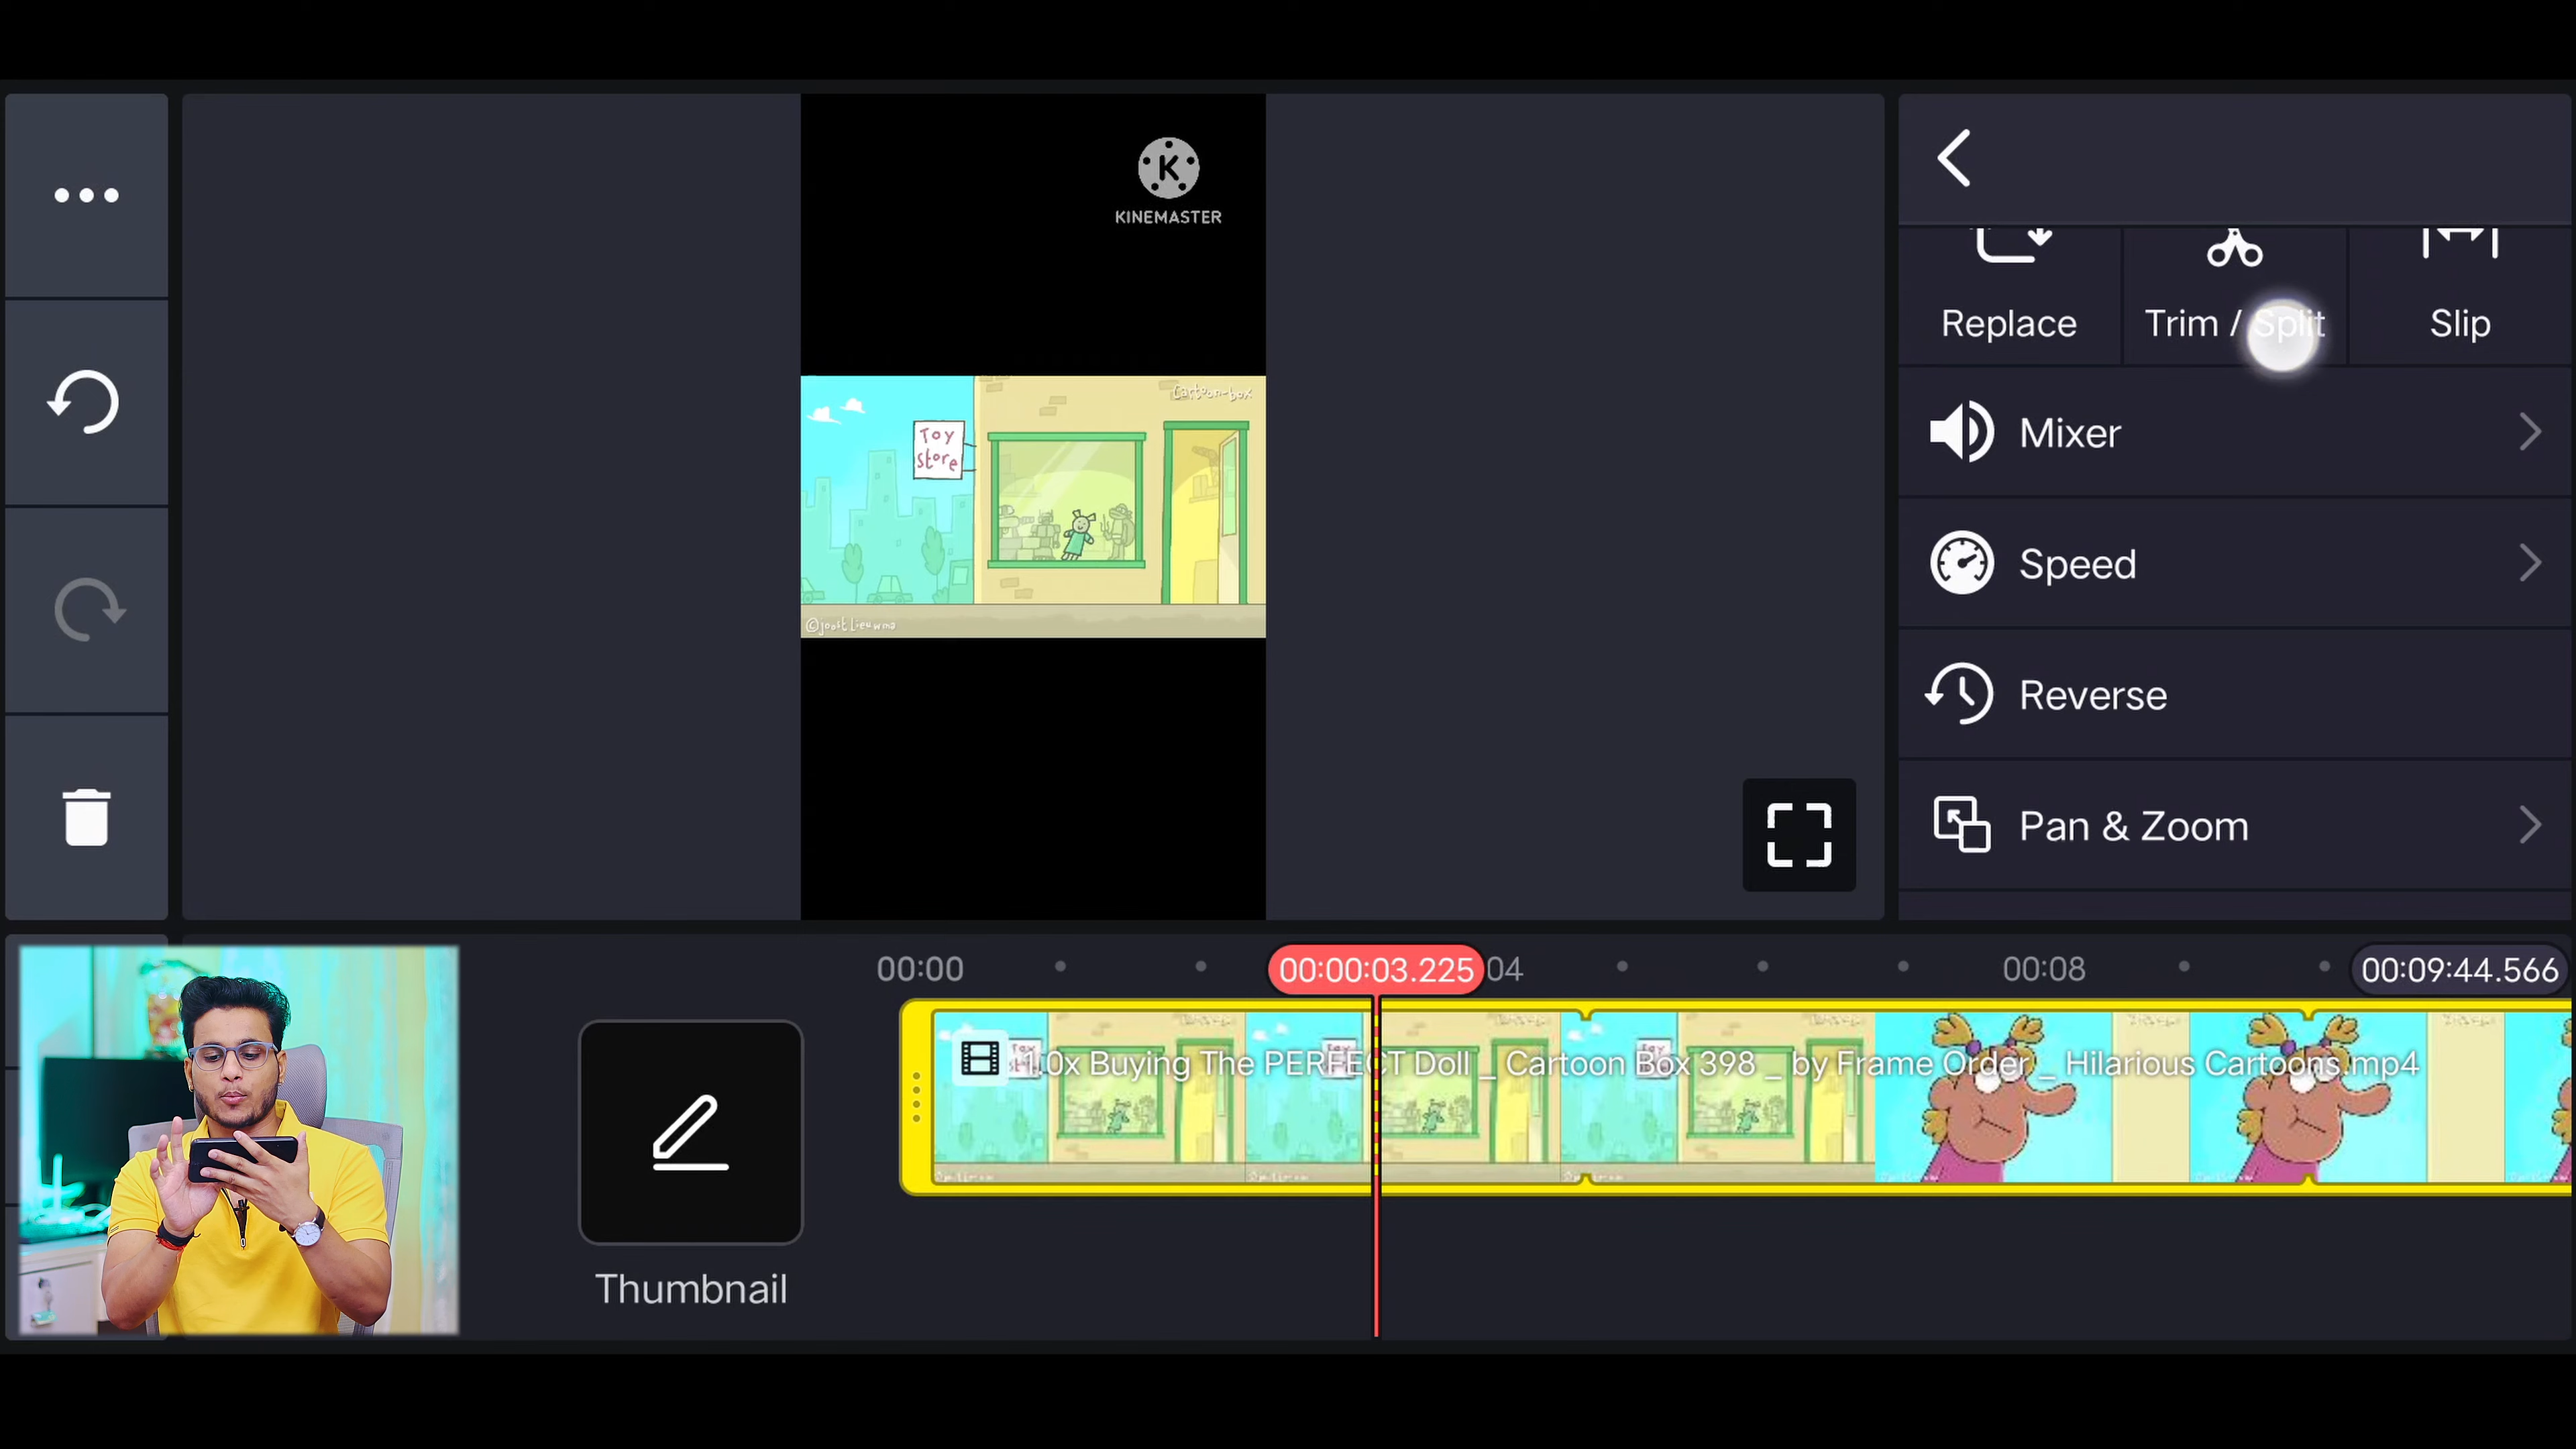 KINEMASTER
Cartoon-box
Toy
store
©joost lieuwma
Replace
Trim / Split
Slip
Mixer
Speed
Reverse
Pan & Zoom
00:00
00:00:03.225
04
00:08
00:09:44.566
1.0x Buying The PERFECT Doll _ Cartoon Box 398 _ by Frame Order _ Hilarious Cartoons.mp4
Thumbnail